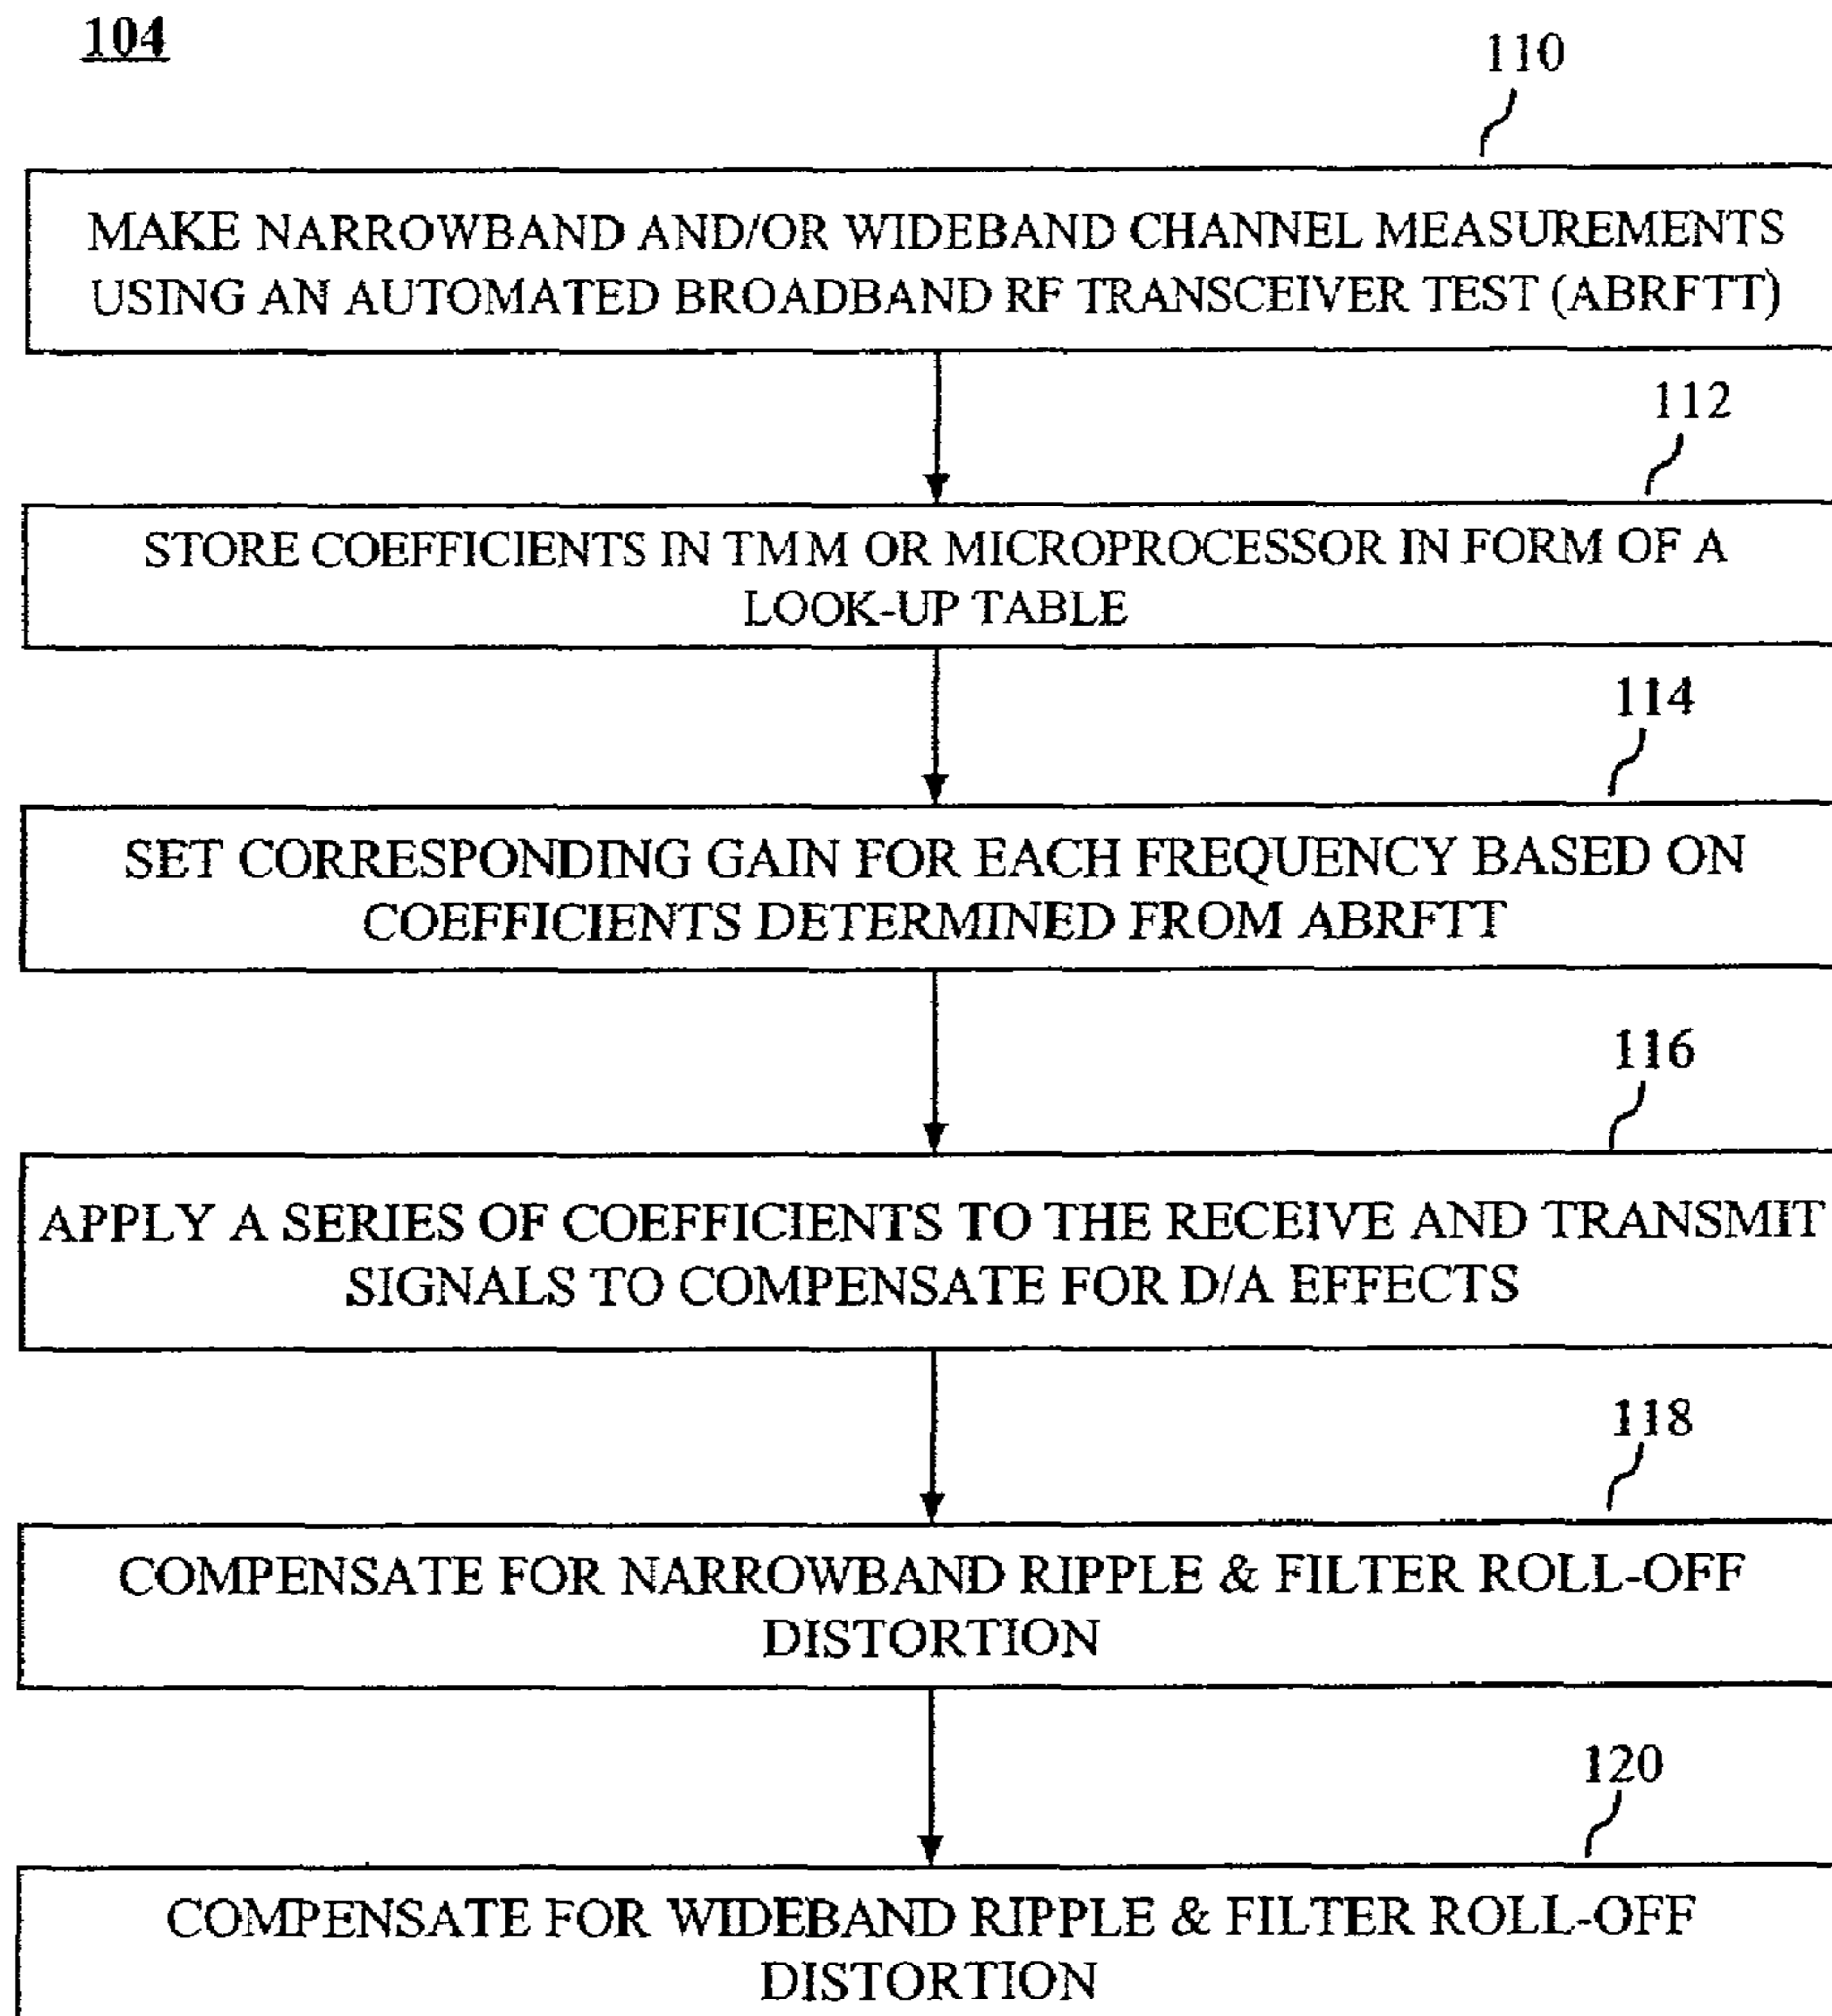 104
110
MAKE NARROWBAND AND/OR WIDEBAND CHANNEL MEASUREMENTS
USING AN AUTOMATED BROADBAND RF TRANSCEIVER TEST (ABRFTT)
112
STORE COEFFICIENTS IN TMM OR MICROPROCESSOR IN FORM OF A
LOOK-UP TABLE
114
SET CORRESPONDING GAIN FOR EACH FREQUENCY BASED ON
COEFFICIENTS DETERMINED FROM ABRFTT
116
APPLY A SERIES OF COEFFICIENTS TO THE RECEIVE AND TRANSMIT
SIGNALS TO COMPENSATE FOR D/A EFFECTS
118
COMPENSATE FOR NARROWBAND RIPPLE & FILTER ROLL-OFF
DISTORTION
120
COMPENSATE FOR WIDEBAND RIPPLE & FILTER ROLL-OFF
DISTORTION